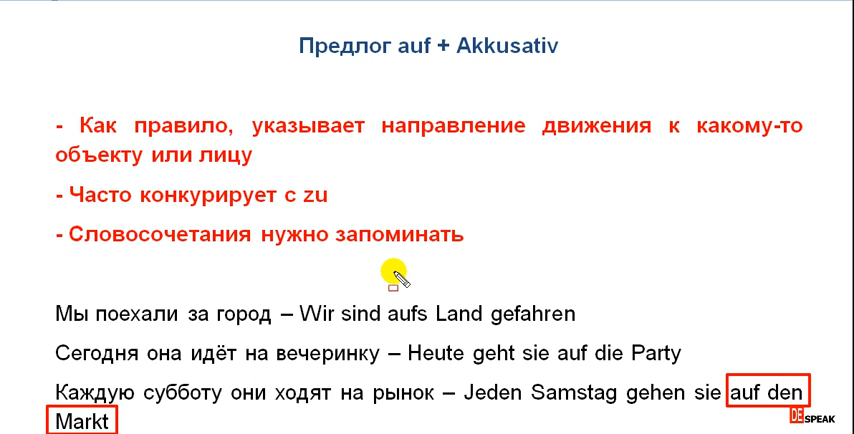 Предлог auf + Akkusativ
- Как правило, указывает направление движения к какому-то
объекту или лицу
- Часто конкурирует с zu
- Словосочетания нужно запоминать
Мы поехали за город – Wir sind aufs Land gefahren
Сегодня она идёт на вечеринку – Heute geht sie auf die Party
Каждую субботу они ходят на рынок – Jeden Samstag gehen sie auf den
Markt
DESPEAK